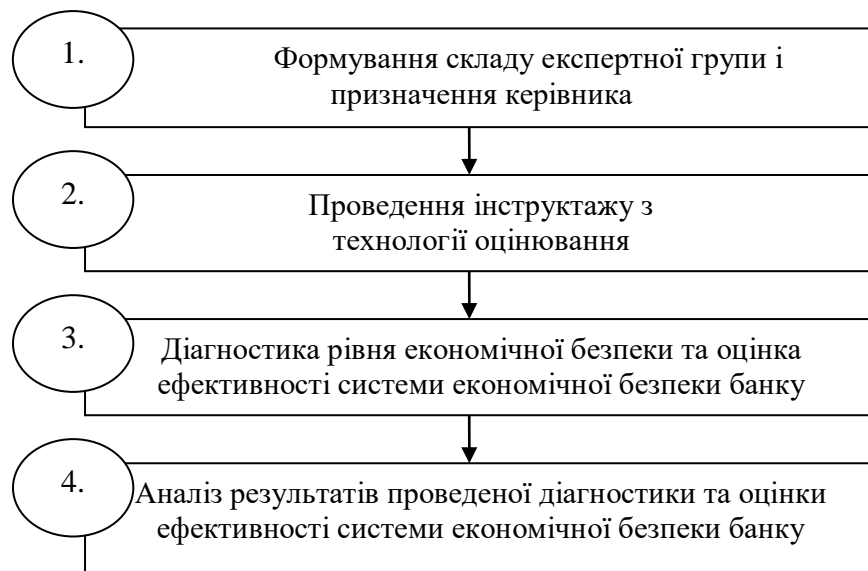 1.
Формування складу експертної групи і
призначення керівника
2.
Проведення інструктажу з
технології оцінювання
3.
Діагностика рівня економічної безпеки та оцінка
ефективності системи економічної безпеки банку
4.
Аналіз результатів проведеної діагностики та оцінки
ефективності системи економічної безпеки банку